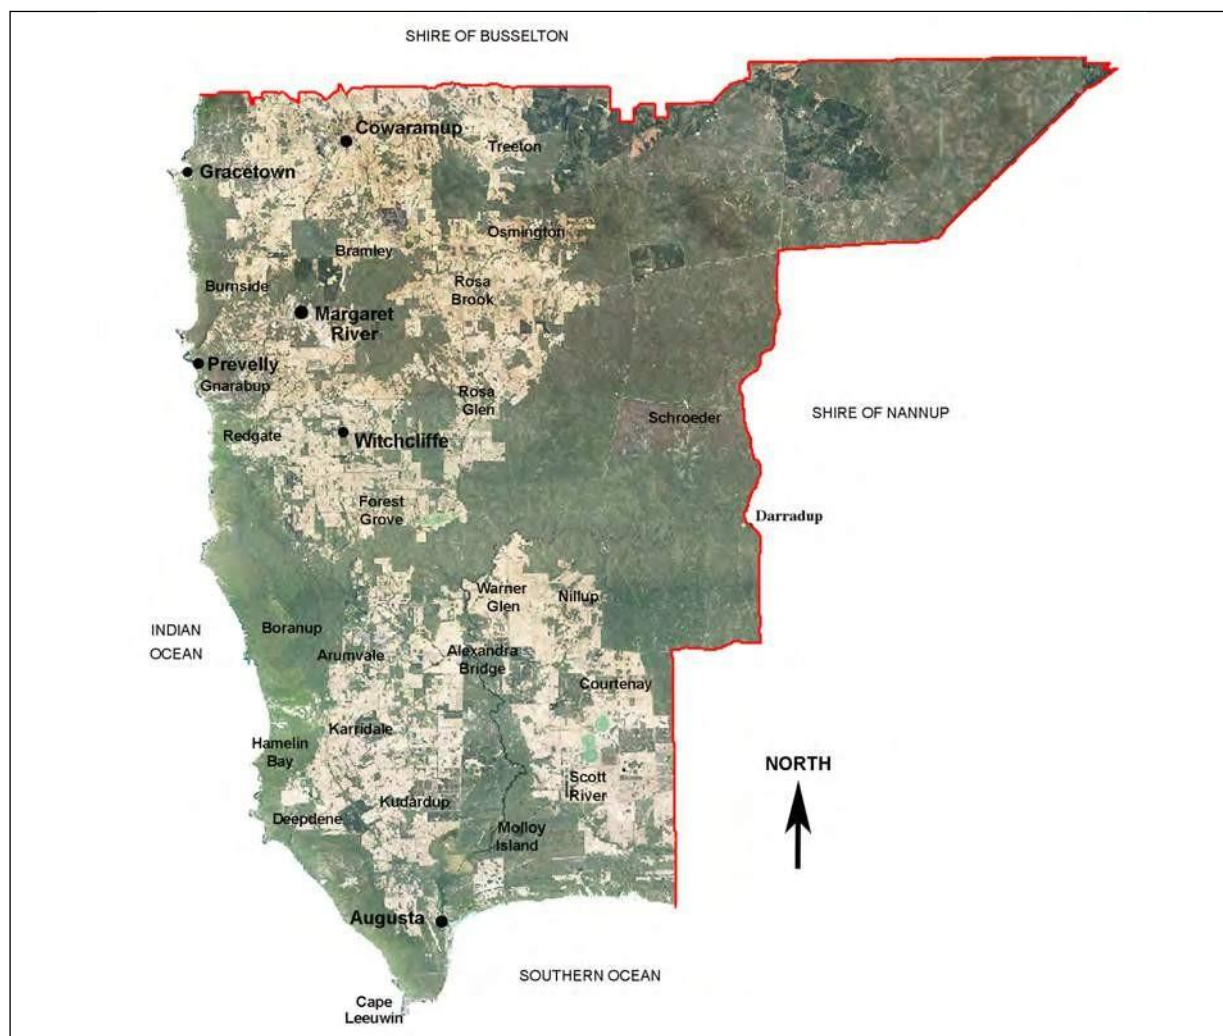 SHIRE OF BUSSELTON
Cowaramup
Treeton
Gracetown
Osmington
Bramley
Burnside
Rosa
Brook
Margaret
River
Prevelly
Gnarabup
Rosa
Glen
Schroeder
SHIRE OF NANNUP
Redgate
Witchcliffe
Forest
Grove
Darradup
Warner
Glen
Nillup
INDIAN
OCEAN
Boranup
Arumvale
Alexandra
Bridge
Courtenay
Karridale
Hamelin
Bay
NORTH
Scott
River
Kudardup
Deepdene
Molloy
Island
Augusta
SOUTHERN OCEAN
Cape
Leeuwin